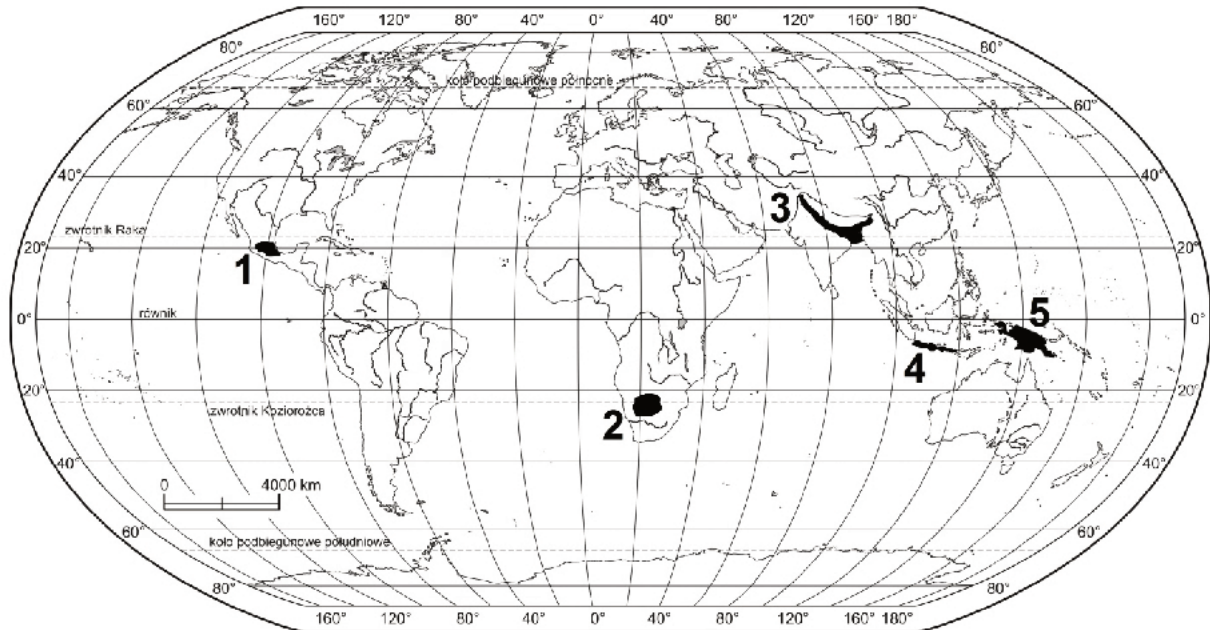 160° 120° 80° 40° 0° 40° 80° 120° 160° 180°
80° 80°
koło podbiegunowe północne
60° 60°
40° 40°
3
zwrotnik Raka
20° 20°
1
5
równik
0° 0°
4
20° 20°
zwrotnik Koziorożca
2
40° 40°
0 4000 km
60° 60°
koło podbiegunowe południowe
80° 80°
160° 120° 80° 40° 0° 40° 80° 120° 160° 180°